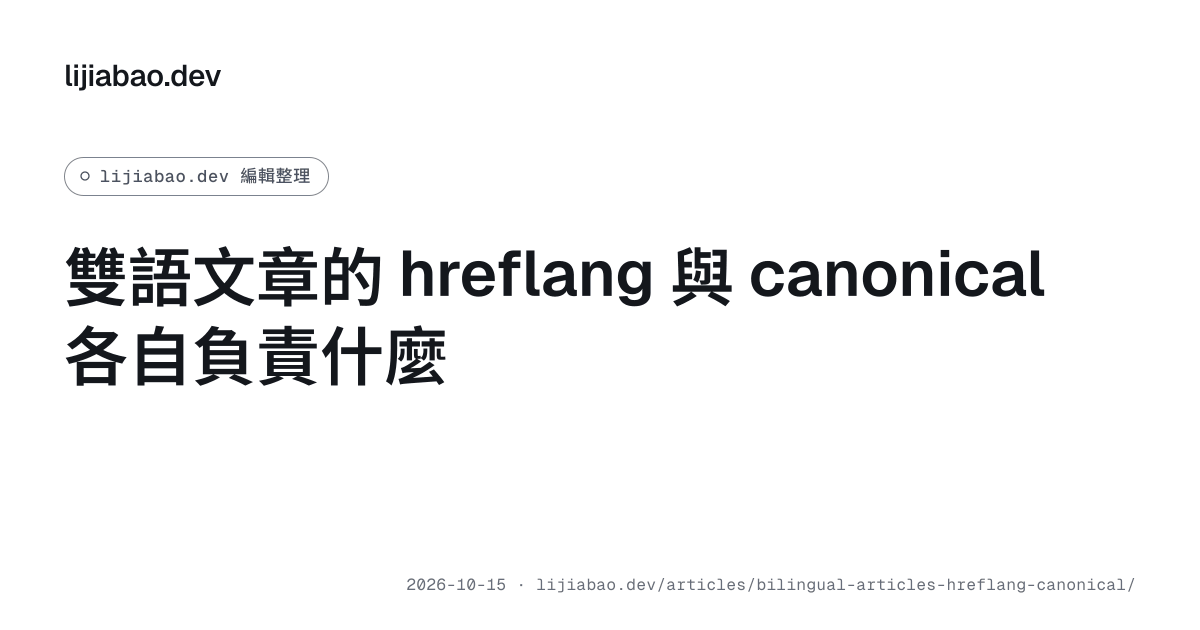 lijiabao.dev
lijiabao.dev 編輯整理
雙語文章的 hreflang 與 canonical
各自負責什麼
2026-10-15 · lijiabao.dev/articles/bilingual-articles-hreflang-canonical/